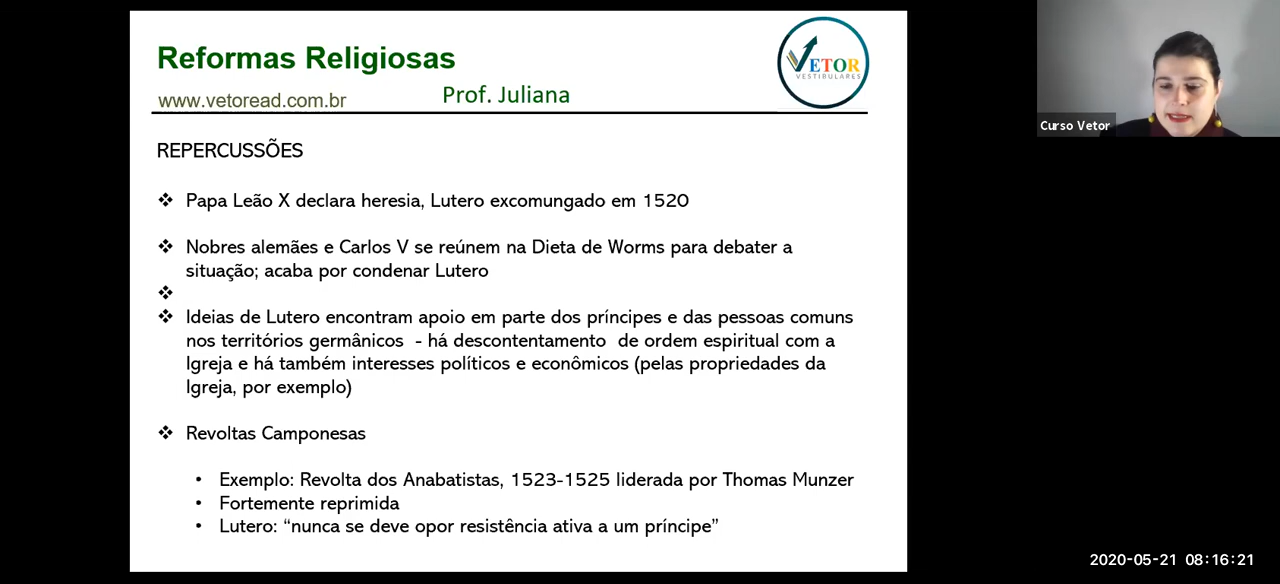 Reformas Religiosas
VETOR
VESTIBULARES
www.vetoread.com.br
Prof. Juliana
Curso Vetor
REPERCUSSÕES
❖ Papa Leão X declara heresia, Lutero excomungado em 1520
❖ Nobres alemães e Carlos V se reúnem na Dieta de Worms para debater a
situação; acaba por condenar Lutero
❖
❖ Ideias de Lutero encontram apoio em parte dos príncipes e das pessoas comuns
nos territórios germânicos - há descontentamento de ordem espiritual com a
Igreja e há também interesses políticos e econômicos (pelas propriedades da
Igreja, por exemplo)
❖ Revoltas Camponesas
• Exemplo: Revolta dos Anabatistas, 1523-1525 liderada por Thomas Munzer
• Fortemente reprimida
• Lutero: “nunca se deve opor resistência ativa a um príncipe”
2020-05-21 08:16:21